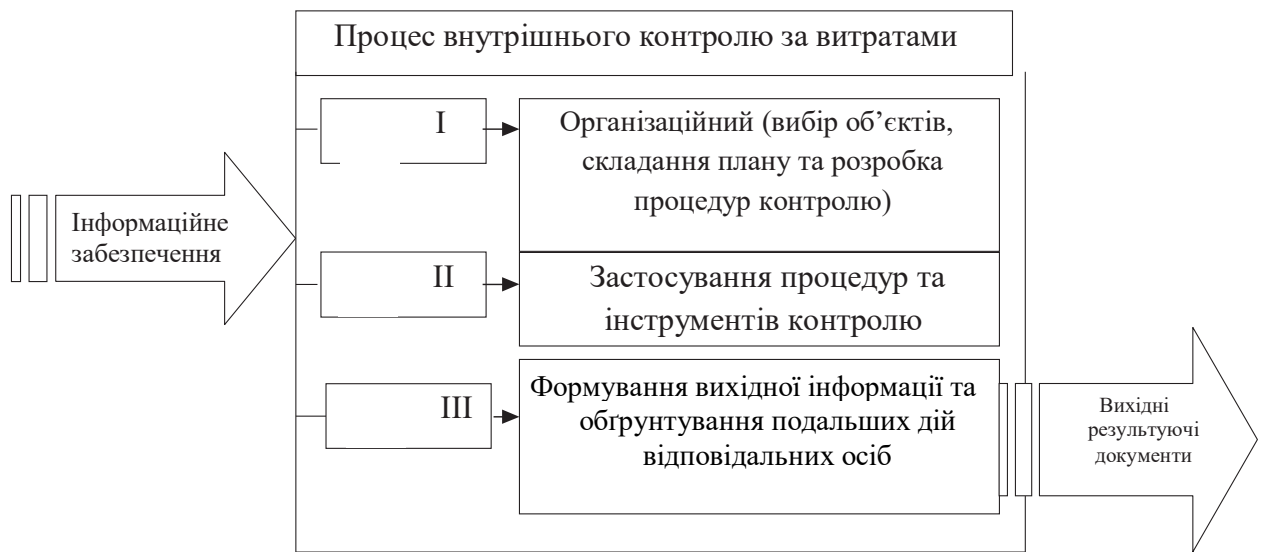 Процес внутрішнього контролю за витратами
I
Організаційний (вибір об’єктів,
складання плану та розробка
процедур контролю)
Інформаційне
забезпечення
II
Застосування процедур та
інструментів контролю
III
Формування вихідної інформації та
обґрунтування подальших дій
відповідальних осіб
Вихідні
результуючі
документи